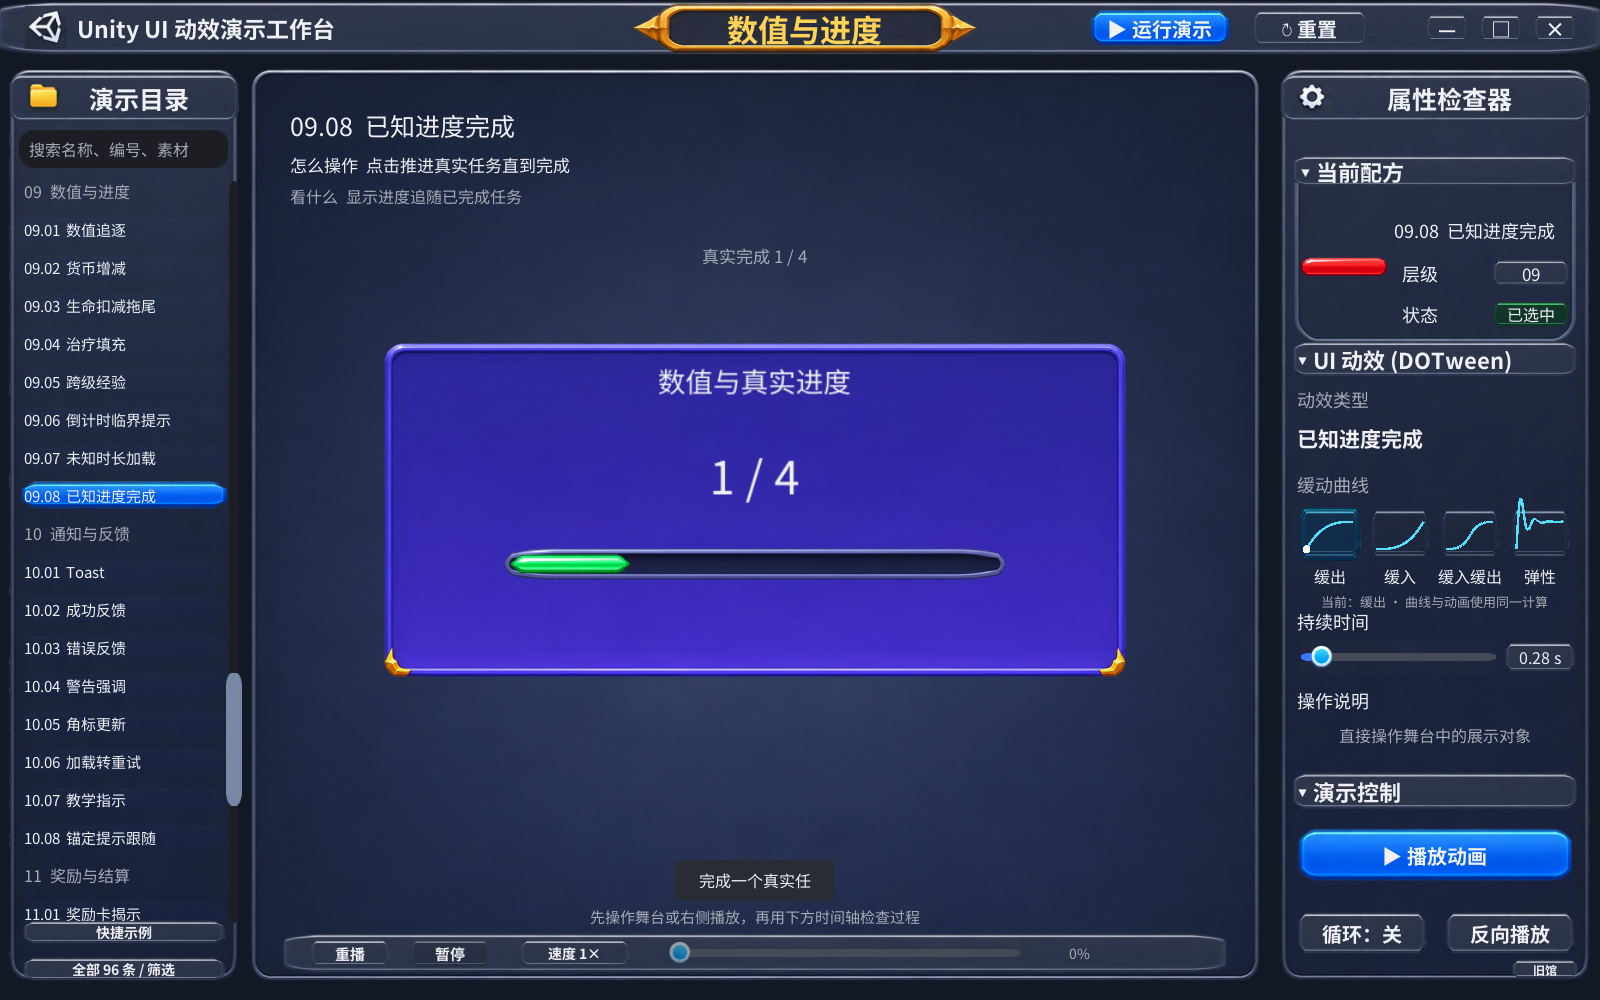 Unity UI 动效演示工作台
数值与进度
▶ 运行演示
↻ 重置
演示目录
搜索名称、编号、素材
09 数值与进度
09.01 数值追逐
09.02 货币增减
09.03 生命扣减拖尾
09.04 治疗填充
09.05 跨级经验
09.06 倒计时临界提示
09.07 未知时长加载
09.08 已知进度完成
10 通知与反馈
10.01 Toast
10.02 成功反馈
10.03 错误反馈
10.04 警告强调
10.05 角标更新
10.06 加载转重试
10.07 教学指示
10.08 锚定提示跟随
11 奖励与结算
11.01 奖励卡揭示
快捷示例
全部 96 条 / 筛选
09.08 已知进度完成
怎么操作 点击推进真实任务直到完成
看什么 显示进度追随已完成任务
真实完成 1 / 4
数值与真实进度
1 / 4
完成一个真实任
先操作舞台或右侧播放，再用下方时间轴检查过程
重播
暂停
速度 1×
0%
属性检查器
▼ 当前配方
09.08 已知进度完成
层级 09
状态 已选中
▼ UI 动效 (DOTween)
动效类型
已知进度完成
缓动曲线
缓出 缓入 缓入缓出 弹性
当前：缓出 · 曲线与动画使用同一计算
持续时间
0.28 s
操作说明
直接操作舞台中的展示对象
▼ 演示控制
▶ 播放动画
循环：关
反向播放
旧馆